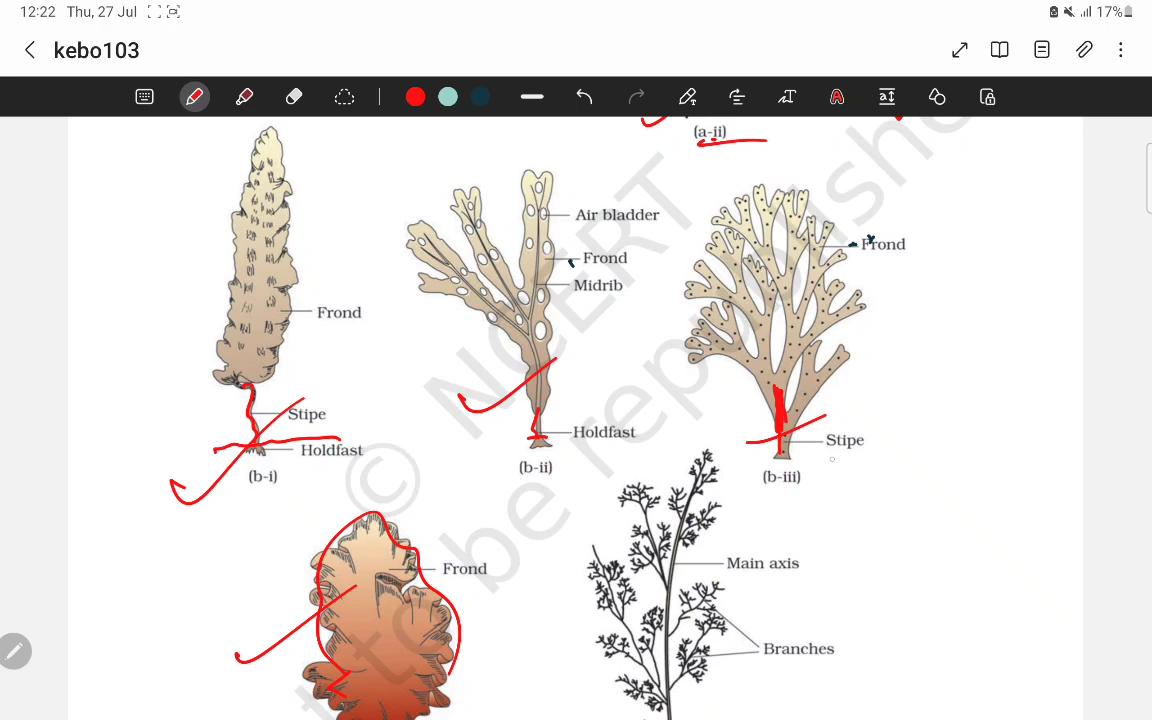 12:22 Thu, 27 Jul
17%
kebo103
(a-ii)
Air bladder
Frond
Frond
Midrib
Frond
Stipe
Holdfast
Holdfast
Stipe
(b-i)
(b-ii)
(b-iii)
Frond
Main axis
Branches
© NCERT
be republishe